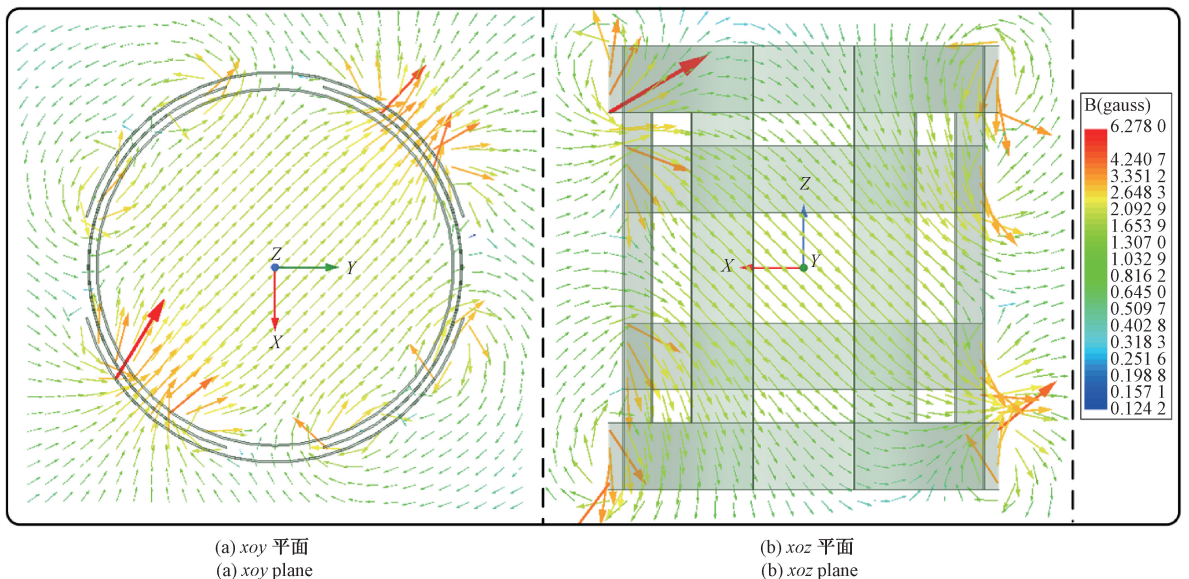 Z
Y
X
Z
X
Y
B(gauss)
6.278 0
4.240 7
3.351 2
2.648 3
2.092 9
1.653 9
1.307 0
1.032 9
0.816 2
0.645 0
0.509 7
0.402 8
0.318 3
0.251 6
0.198 8
0.157 1
0.124 2
(a) xoy 平面
(a) xoy plane
(b) xoz 平面
(b) xoz plane